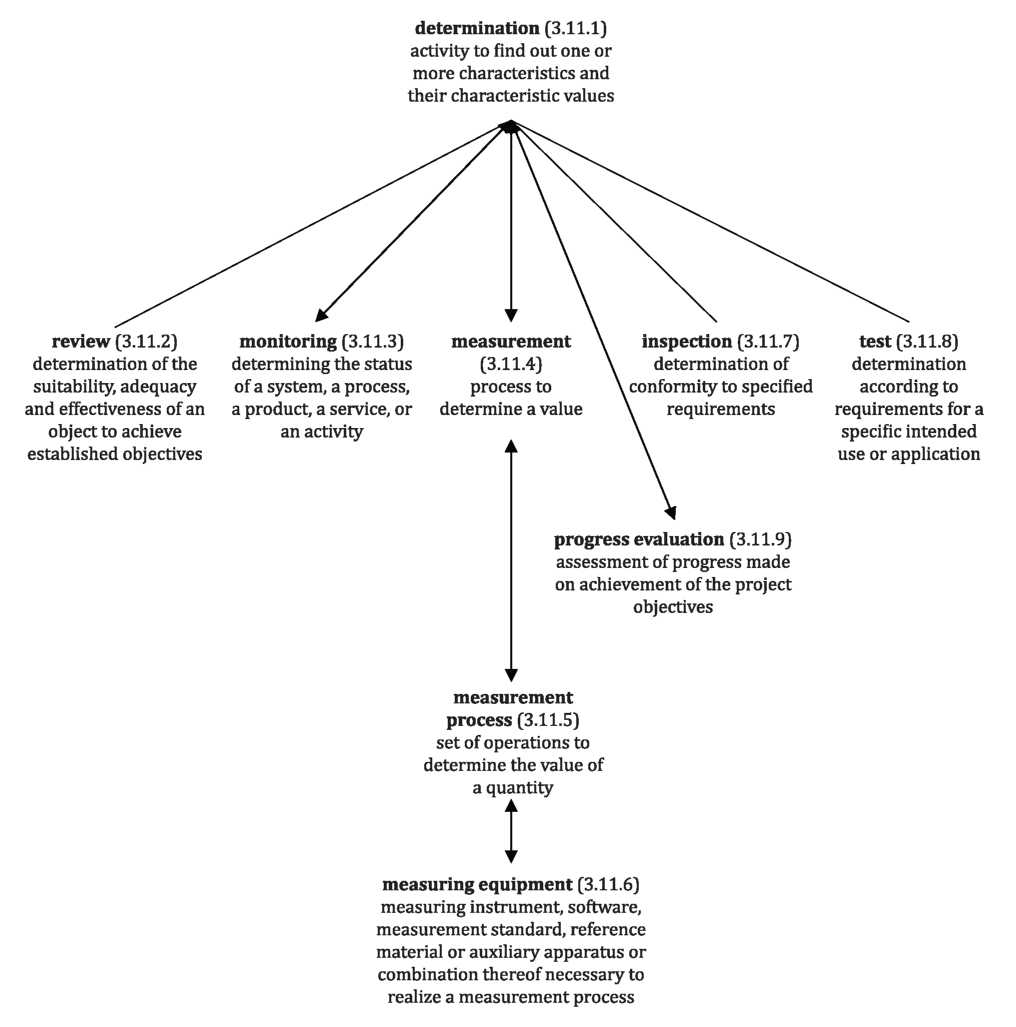 determination (3.11.1)
activity to find out one or
more characteristics and
their characteristic values
review (3.11.2)
determination of the
suitability, adequacy
and effectiveness of an
object to achieve
established objectives
monitoring (3.11.3)
determining the status
of a system, a process,
a product, a service, or
an activity
measurement
(3.11.4)
process to
determine a value
inspection (3.11.7)
determination of
conformity to specified
requirements
test (3.11.8)
determination
according to
requirements for a
specific intended
use or application
progress evaluation (3.11.9)
assessment of progress made
on achievement of the project
objectives
measurement
process (3.11.5)
set of operations to
determine the value of
a quantity
measuring equipment (3.11.6)
measuring instrument, software,
measurement standard, reference
material or auxiliary apparatus or
combination thereof necessary to
realize a measurement process